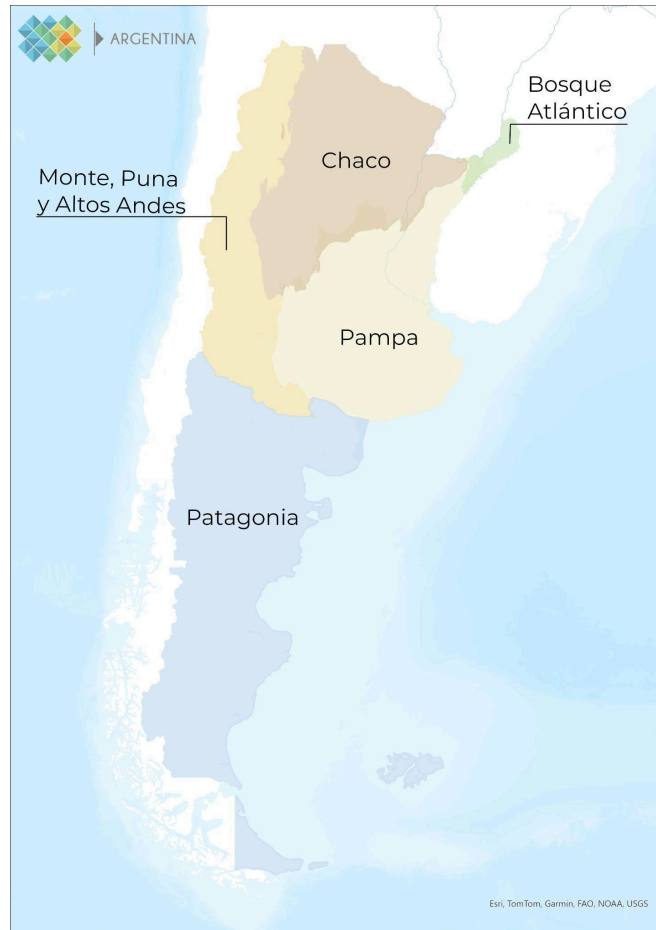 ARGENTINA
Bosque
Atlántico
Chaco
Monte, Puna
y Altos Andes
Pampa
Patagonia
Esri, TomTom, Garmin, FAO, NOAA, USGS